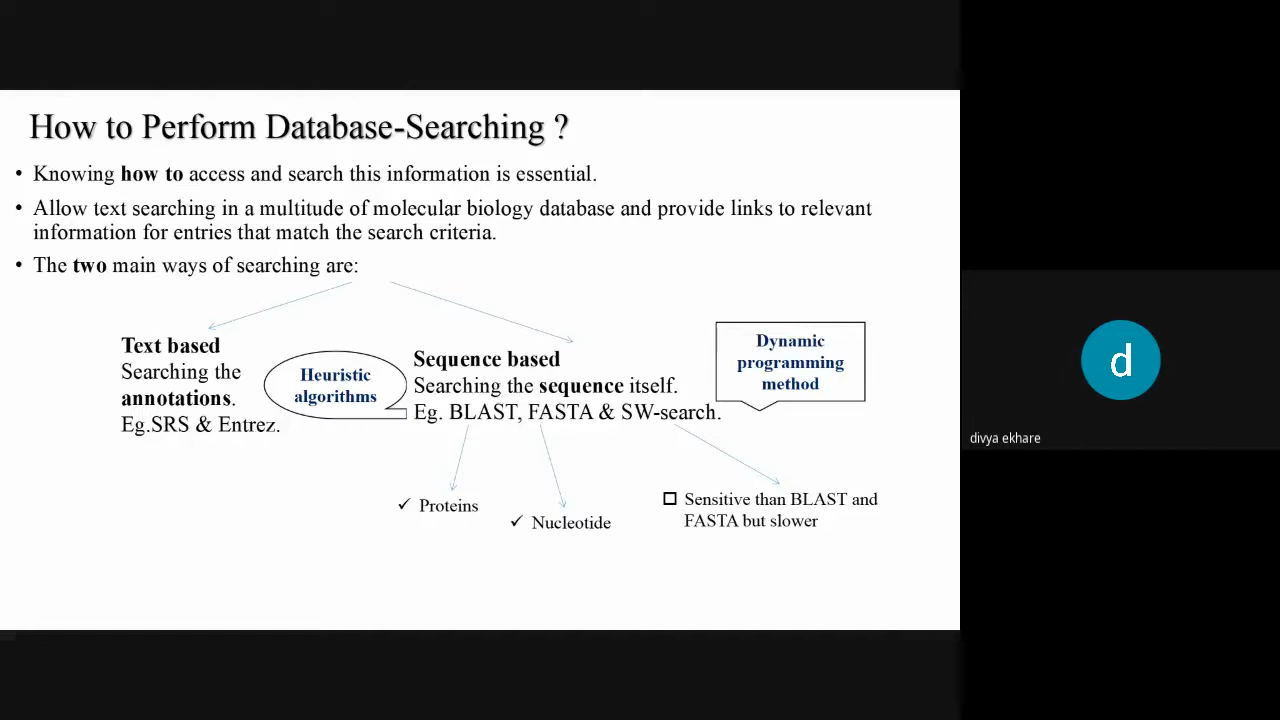 How to Perform Database-Searching ?
• Knowing how to access and search this information is essential.
• Allow text searching in a multitude of molecular biology database and provide links to relevant
information for entries that match the search criteria.
• The two main ways of searching are:
Text based
Searching the
annotations.
Eg.SRS & Entrez.
Heuristic
algorithms
Sequence based
Searching the sequence itself.
Eg. BLAST, FASTA & SW-search.
Dynamic
programming
method
✓ Proteins
✓ Nucleotide
Sensitive than BLAST and
FASTA but slower
d
divya ekhare